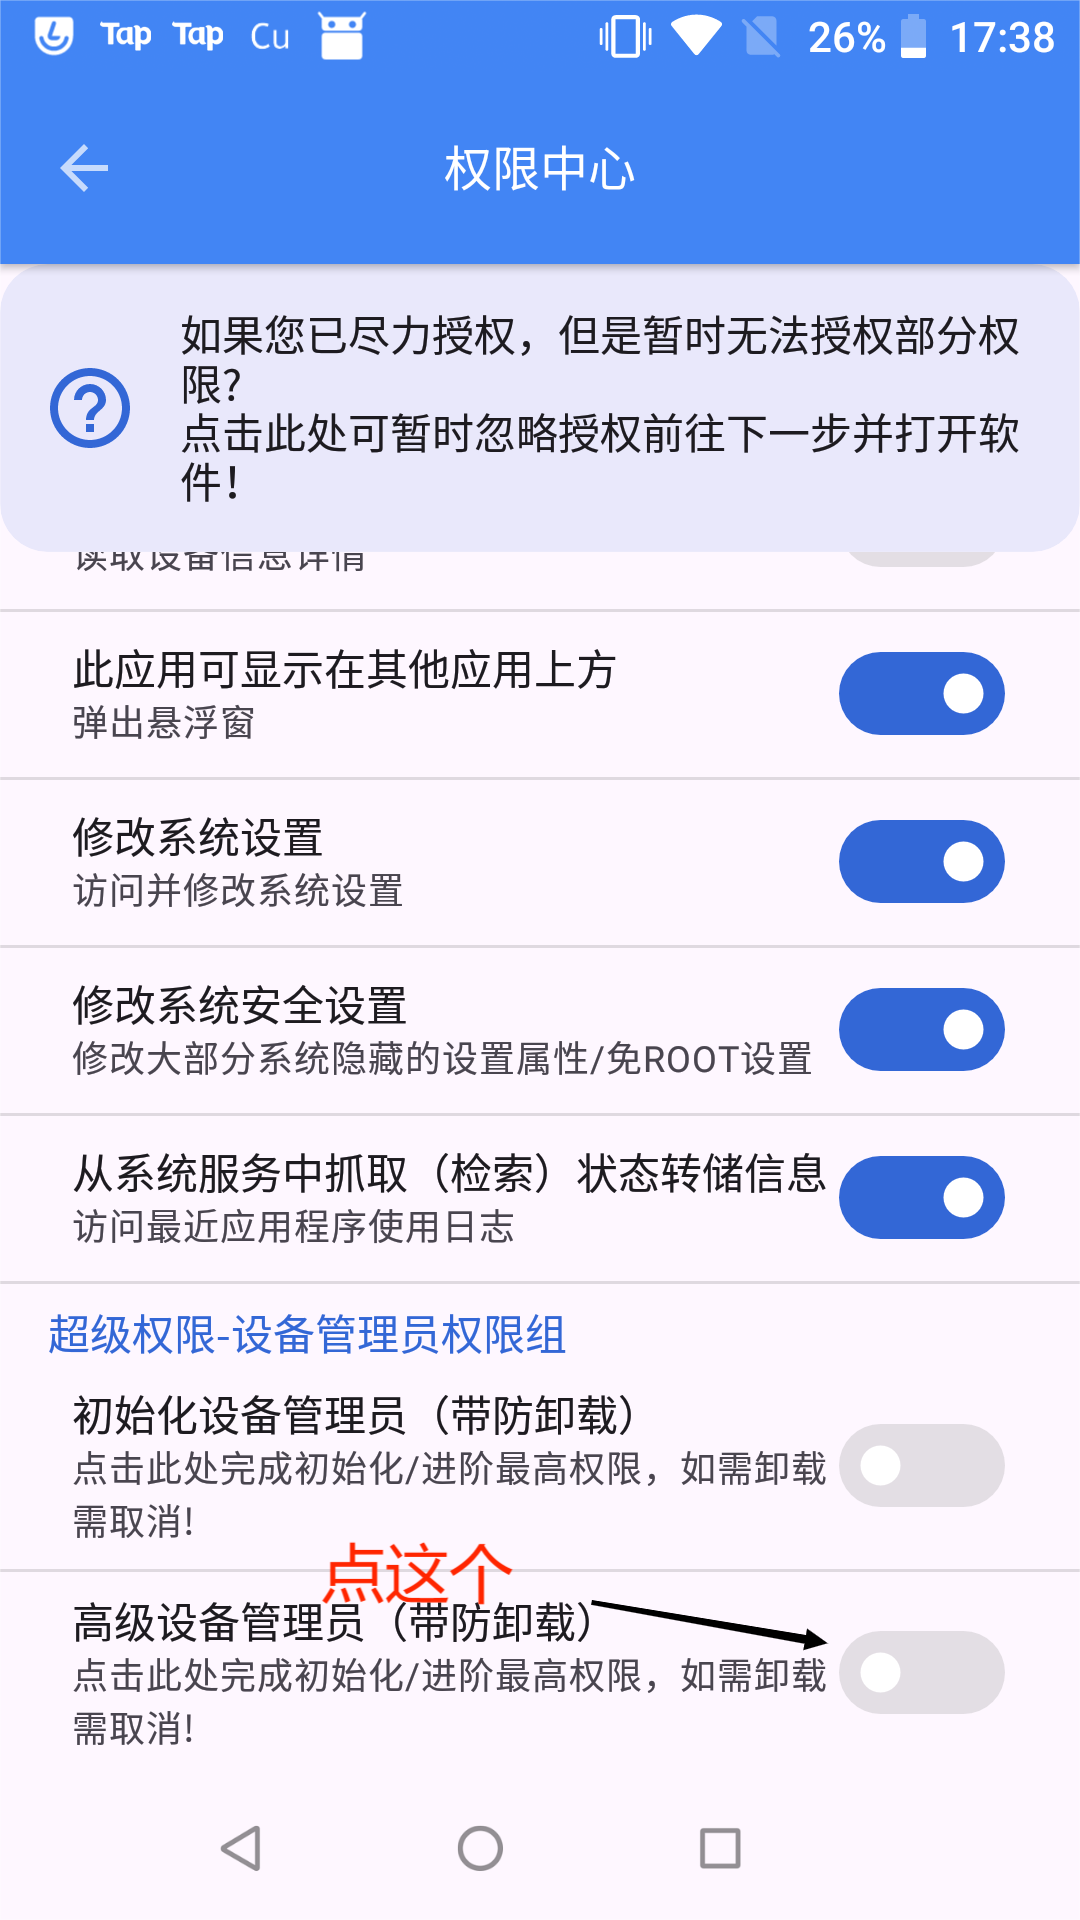 Tap Tap Cu 26% 17:38
权限中心
如果您已尽力授权，但是暂时无法授权部分权
限?
点击此处可暂时忽略授权前往下一步并打开软
件！
读取设备信息详情
此应用可显示在其他应用上方
弹出悬浮窗
修改系统设置
访问并修改系统设置
修改系统安全设置
修改大部分系统隐藏的设置属性/免ROOT设置
从系统服务中抓取（检索）状态转储信息
访问最近应用程序使用日志
超级权限-设备管理员权限组
初始化设备管理员（带防卸载）
点击此处完成初始化/进阶最高权限，如需卸载
需取消!
点这个
高级设备管理员（带防卸载）
点击此处完成初始化/进阶最高权限，如需卸载
需取消!